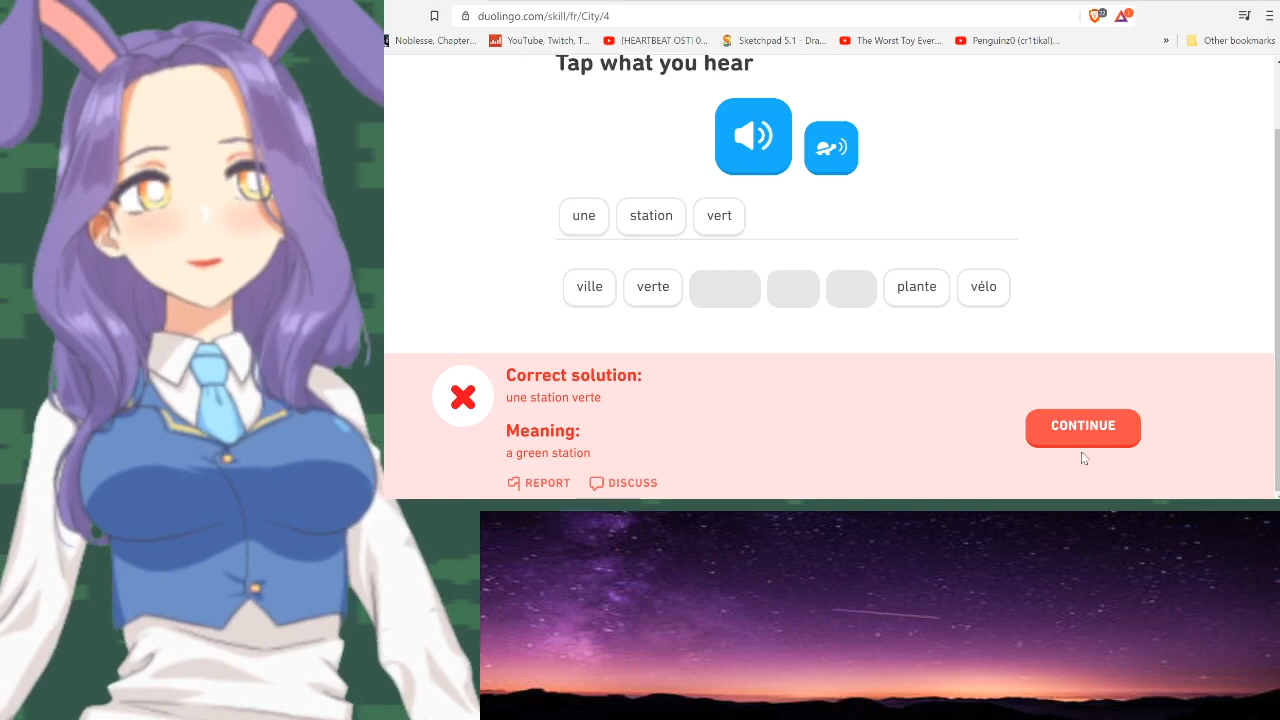 duolingo.com/skill/fr/City/4
Noblesse, Chapter... YouTube, Twitch, T... [HEARTBEAT OST] 0... Sketchpad 5.1 - Dr... The Worst Toy Ever... Penguinz0 (cr1tikal)... » Other bookmarks
Tap what you hear
une station vert
ville verte plante vélo
Correct solution:
une station verte
Meaning:
a green station
CONTINUE
REPORT DISCUSS